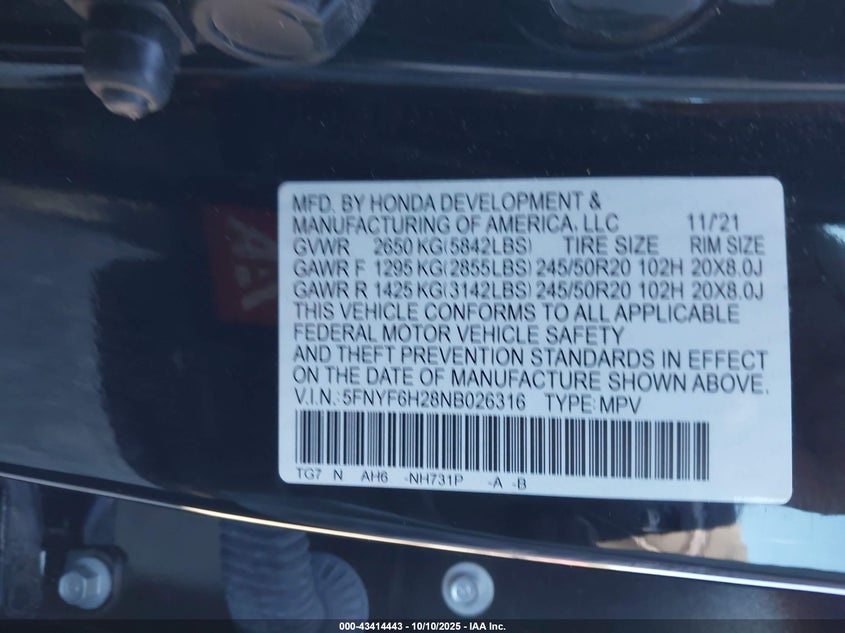 MFD. BY HONDA DEVELOPMENT &
MANUFACTURING OF AMERICA, LLC 11/'21
GVWR 2650 KG(5842LBS) TIRE SIZE RIM SIZE
GAWR F 1295 KG(2855LBS) 245/50R20 102H 20X8.0J
GAWR R 1425 KG(3142LBS) 245/50R20 102H 20X8.0J
THIS VEHICLE CONFORMS TO ALL APPLICABLE
FEDERAL MOTOR VEHICLE SAFETY
AND THEFT PREVENTION STANDARDS IN EFFECT
ON THE DATE OF MANUFACTURE SHOWN ABOVE.
V.I.N.: 5FNYF6H28NB026316 TYPE: MPV
TG7 N AH6 -NH731P -A -B
000-43414443 - 10/10/2025 - IAA Inc.